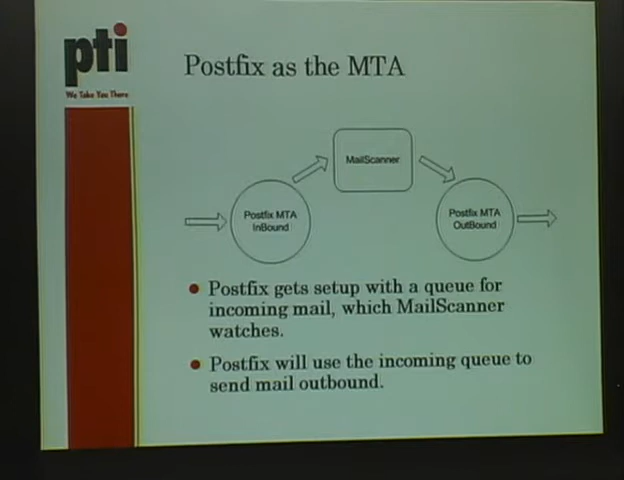 pti
We Take You There
Postfix as the MTA
MailScanner
Postfix MTA
InBound
Postfix MTA
OutBound
Postfix gets setup with a queue for
incoming mail, which MailScanner
watches.
Postfix will use the incoming queue to
send mail outbound.